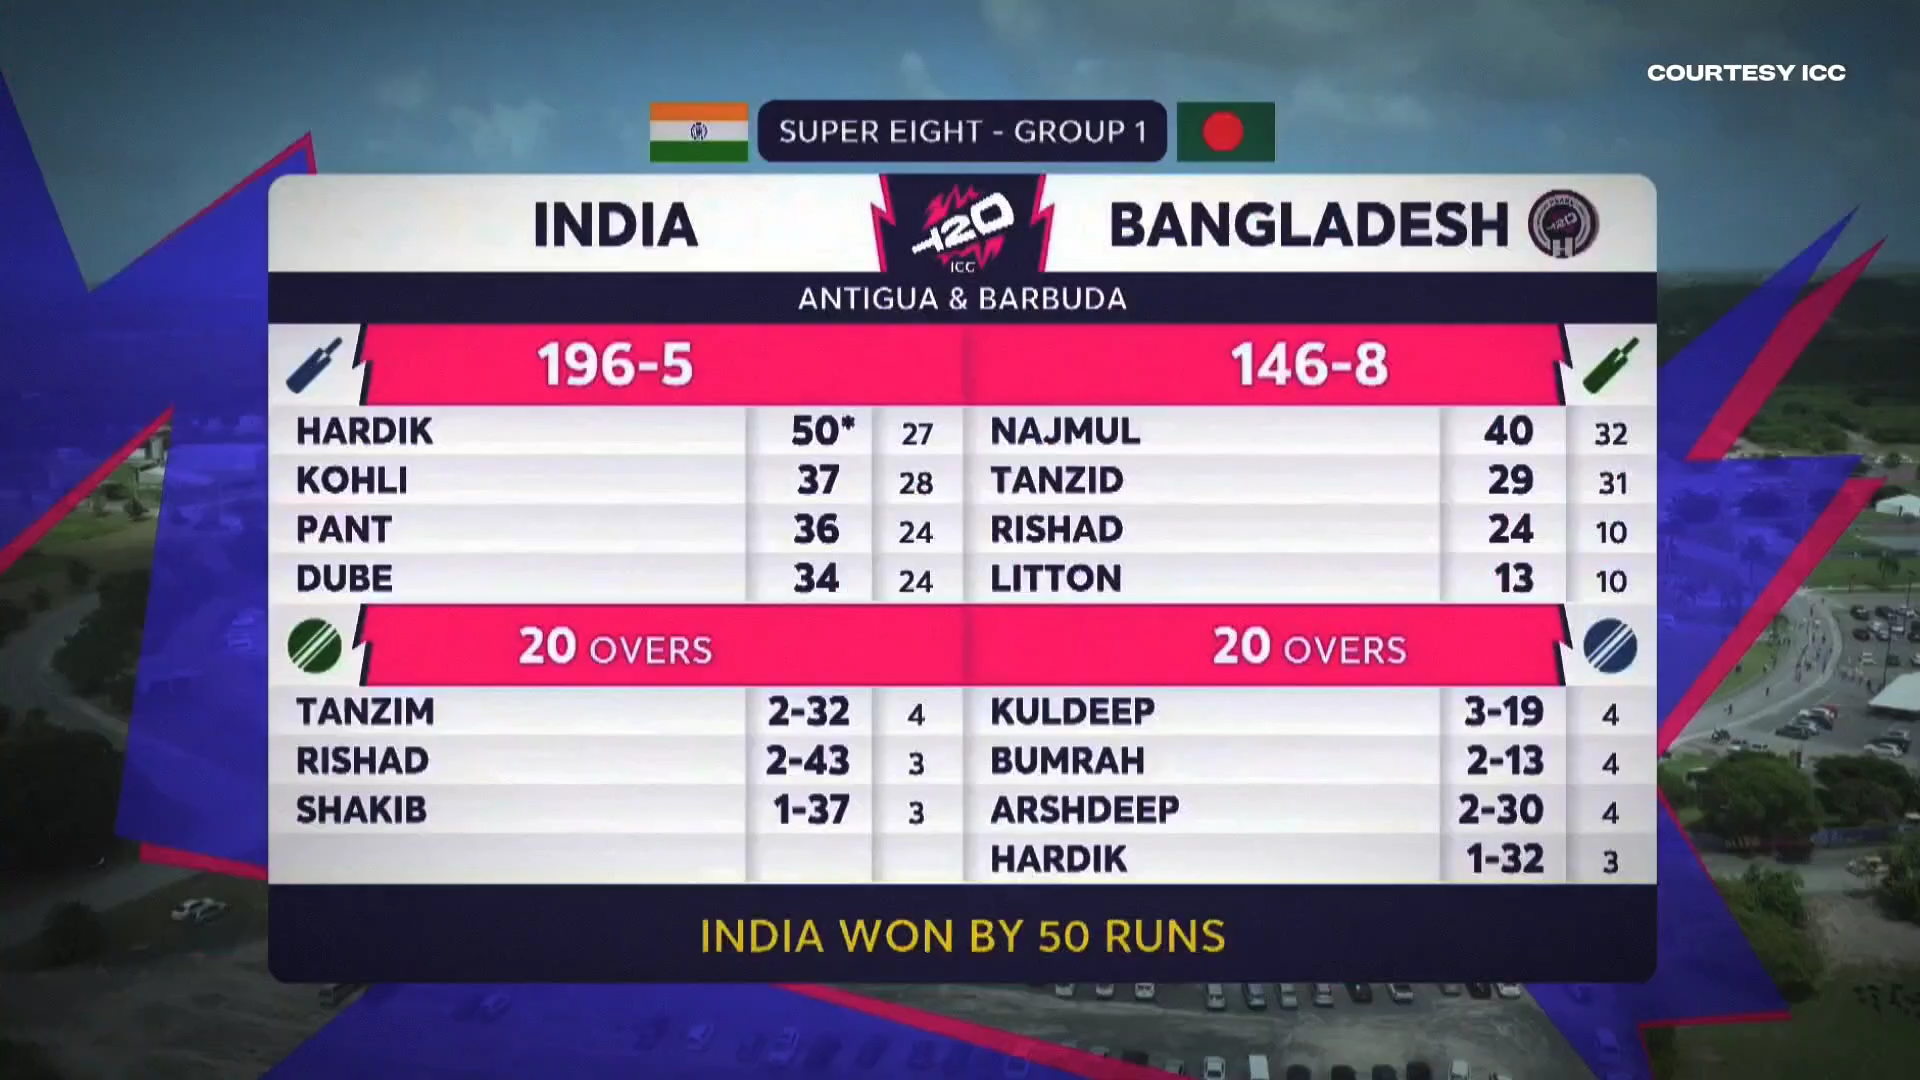 COURTESY ICC
SUPER EIGHT - GROUP 1
INDIA
T20
ICC
BANGLADESH
ANTIGUA & BARBUDA
196-5 146-8
HARDIK 50* 27 NAJMUL 40 32
KOHLI 37 28 TANZID 29 31
PANT 36 24 RISHAD 24 10
DUBE 34 24 LITTON 13 10
20 OVERS 20 OVERS
TANZIM 2-32 4 KULDEEP 3-19 4
RISHAD 2-43 3 BUMRAH 2-13 4
SHAKIB 1-37 3 ARSHDEEP 2-30 4
HARDIK 1-32 3
INDIA WON BY 50 RUNS